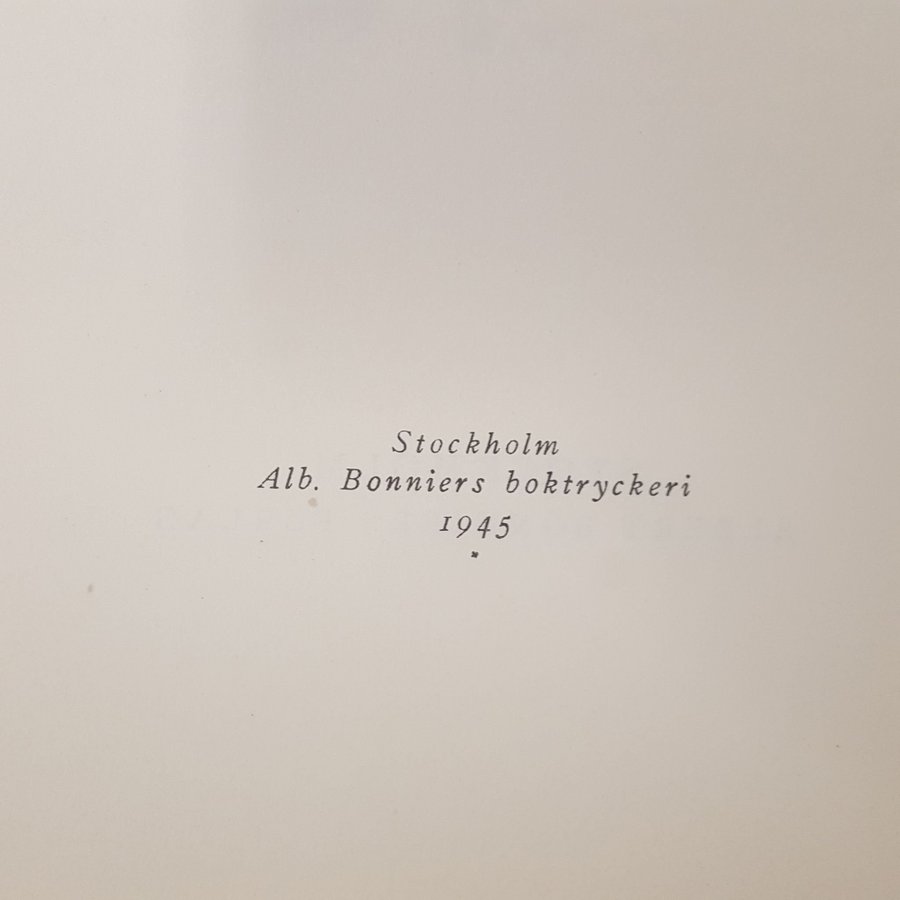 Stockholm
Alb. Bonniers boktryckeri
1945